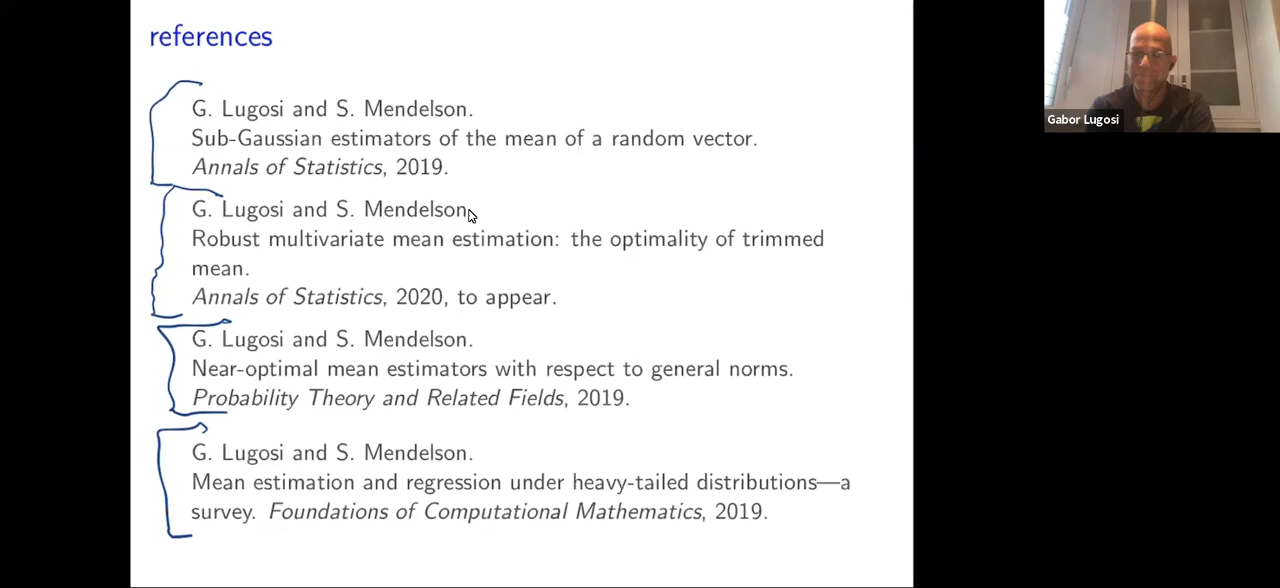 references
G. Lugosi and S. Mendelson.
Sub-Gaussian estimators of the mean of a random vector.
Annals of Statistics, 2019.
G. Lugosi and S. Mendelson.
Robust multivariate mean estimation: the optimality of trimmed
mean.
Annals of Statistics, 2020, to appear.
G. Lugosi and S. Mendelson.
Near-optimal mean estimators with respect to general norms.
Probability Theory and Related Fields, 2019.
G. Lugosi and S. Mendelson.
Mean estimation and regression under heavy-tailed distributions—a
survey. Foundations of Computational Mathematics, 2019.
Gabor Lugosi